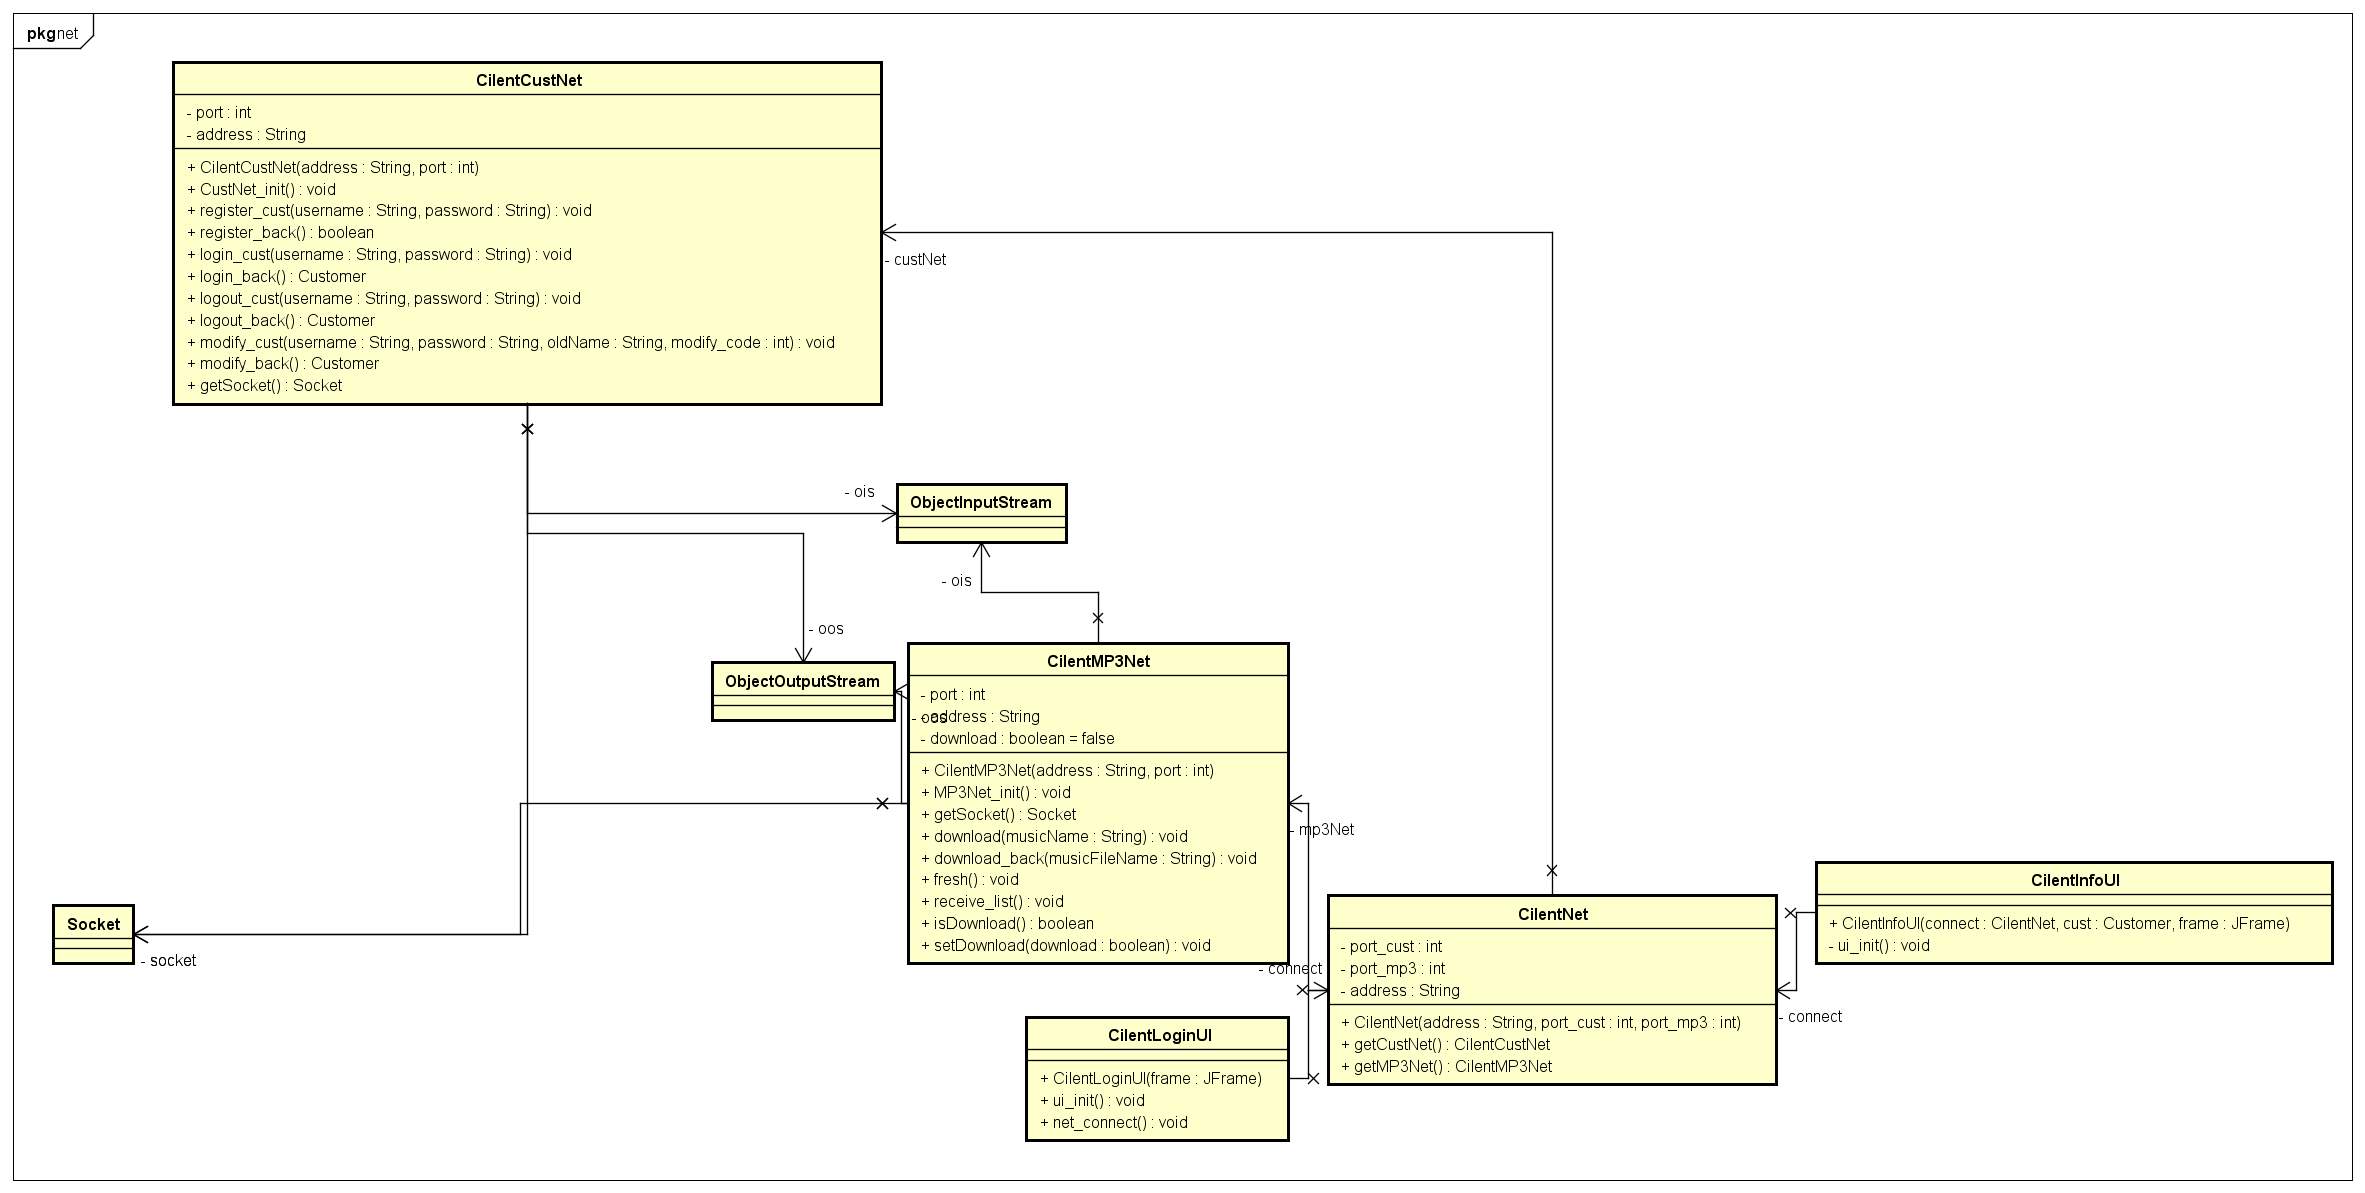 pkg net
CilentCustNet
- port : int
- address : String
+ CilentCustNet(address : String, port : int)
+ CustNet_init() : void
+ register_cust(username : String, password : String) : void
+ register_back() : boolean
+ login_cust(username : String, password : String) : void
+ login_back() : Customer
+ logout_cust(username : String, password : String) : void
+ logout_back() : Customer
+ modify_cust(username : String, password : String, oldName : String, modify_code : int) : void
+ modify_back() : Customer
+ getSocket() : Socket
- custNet
- ois
ObjectInputStream
- ois
- oos
ObjectOutputStream
- oos
CilentMP3Net
- port : int
- address : String
- download : boolean = false
+ CilentMP3Net(address : String, port : int)
+ MP3Net_init() : void
+ getSocket() : Socket
+ download(musicName : String) : void
+ download_back(musicFileName : String) : void
+ fresh() : void
+ receive_list() : void
+ isDownload() : boolean
+ setDownload(download : boolean) : void
- mp3Net
Socket
- socket
- connect
CilentNet
- port_cust : int
- port_mp3 : int
- address : String
+ CilentNet(address : String, port_cust : int, port_mp3 : int)
+ getCustNet() : CilentCustNet
+ getMP3Net() : CilentMP3Net
CilentInfoUI
+ CilentInfoUI(connect : CilentNet, cust : Customer, frame : JFrame)
- ui_init() : void
- connect
CilentLoginUI
+ CilentLoginUI(frame : JFrame)
+ ui_init() : void
+ net_connect() : void